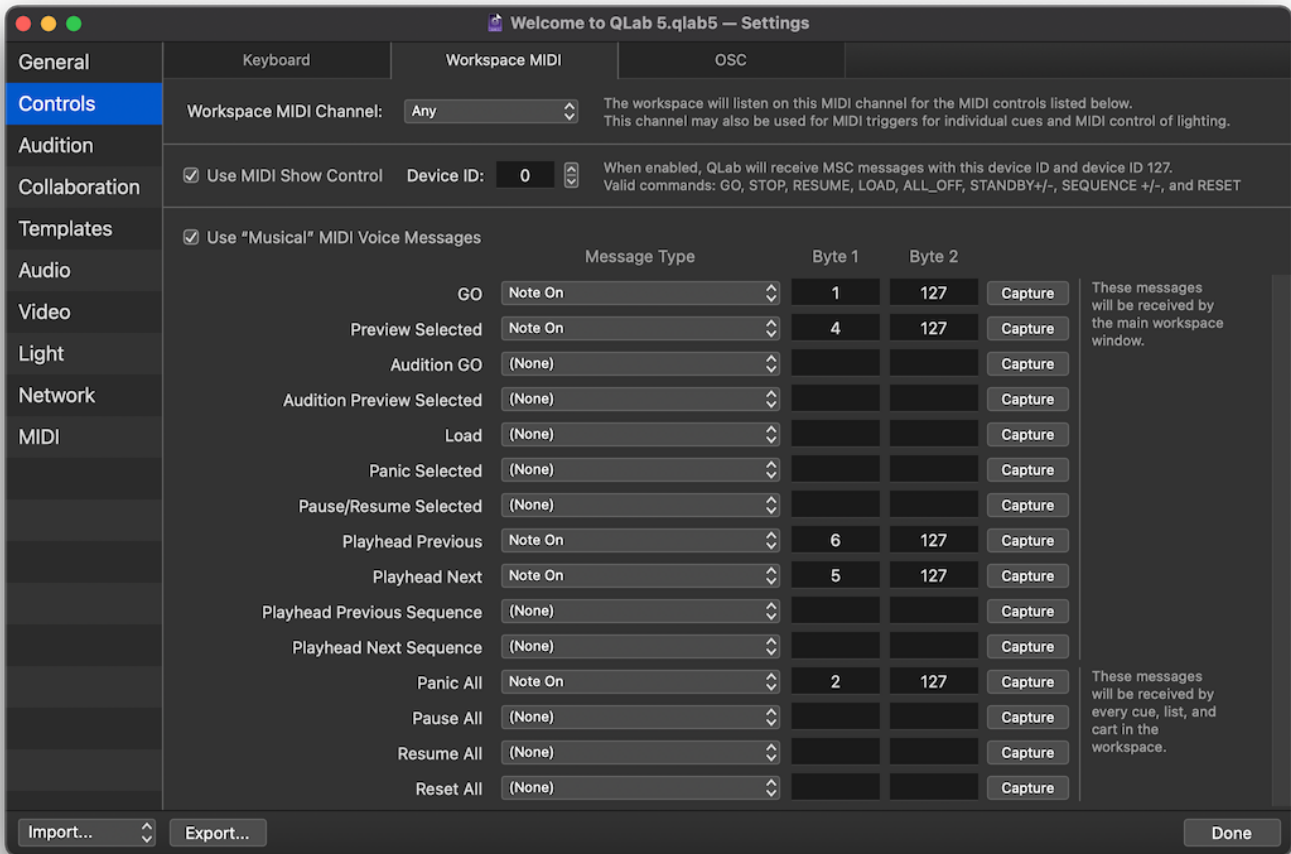 Welcome to QLab 5.qlab5 — Settings
General
Controls
Audition
Collaboration
Templates
Audio
Video
Light
Network
MIDI
Keyboard
Workspace MIDI
OSC
Workspace MIDI Channel:
Any
The workspace will listen on this MIDI channel for the MIDI controls listed below.
This channel may also be used for MIDI triggers for individual cues and MIDI control of lighting.
Use MIDI Show Control
Device ID:
0
When enabled, QLab will receive MSC messages with this device ID and device ID 127.
Valid commands: GO, STOP, RESUME, LOAD, ALL_OFF, STANDBY+/-, SEQUENCE +/-, and RESET
Use “Musical” MIDI Voice Messages
Message Type Byte 1 Byte 2
GO Note On 1 127 Capture
Preview Selected Note On 4 127 Capture
Audition GO (None) Capture
Audition Preview Selected (None) Capture
Load (None) Capture
Panic Selected (None) Capture
Pause/Resume Selected (None) Capture
Playhead Previous Note On 6 127 Capture
Playhead Next Note On 5 127 Capture
Playhead Previous Sequence (None) Capture
Playhead Next Sequence (None) Capture
Panic All Note On 2 127 Capture
Pause All (None) Capture
Resume All (None) Capture
Reset All (None) Capture
These messages
will be received by
the main workspace
window.
These messages
will be received by
every cue, list, and
cart in the
workspace.
Import...
Export...
Done